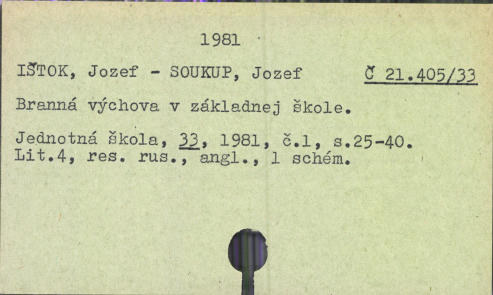 1981
IŠTOK, Jozef - SOUKUP, Jozef Č 21.405/33
Branná výchova v základnej škole.
Jednotná škola, 33, 1981, č.1, s.25-40.
Lit.4, res. rus., angl., 1 schém.